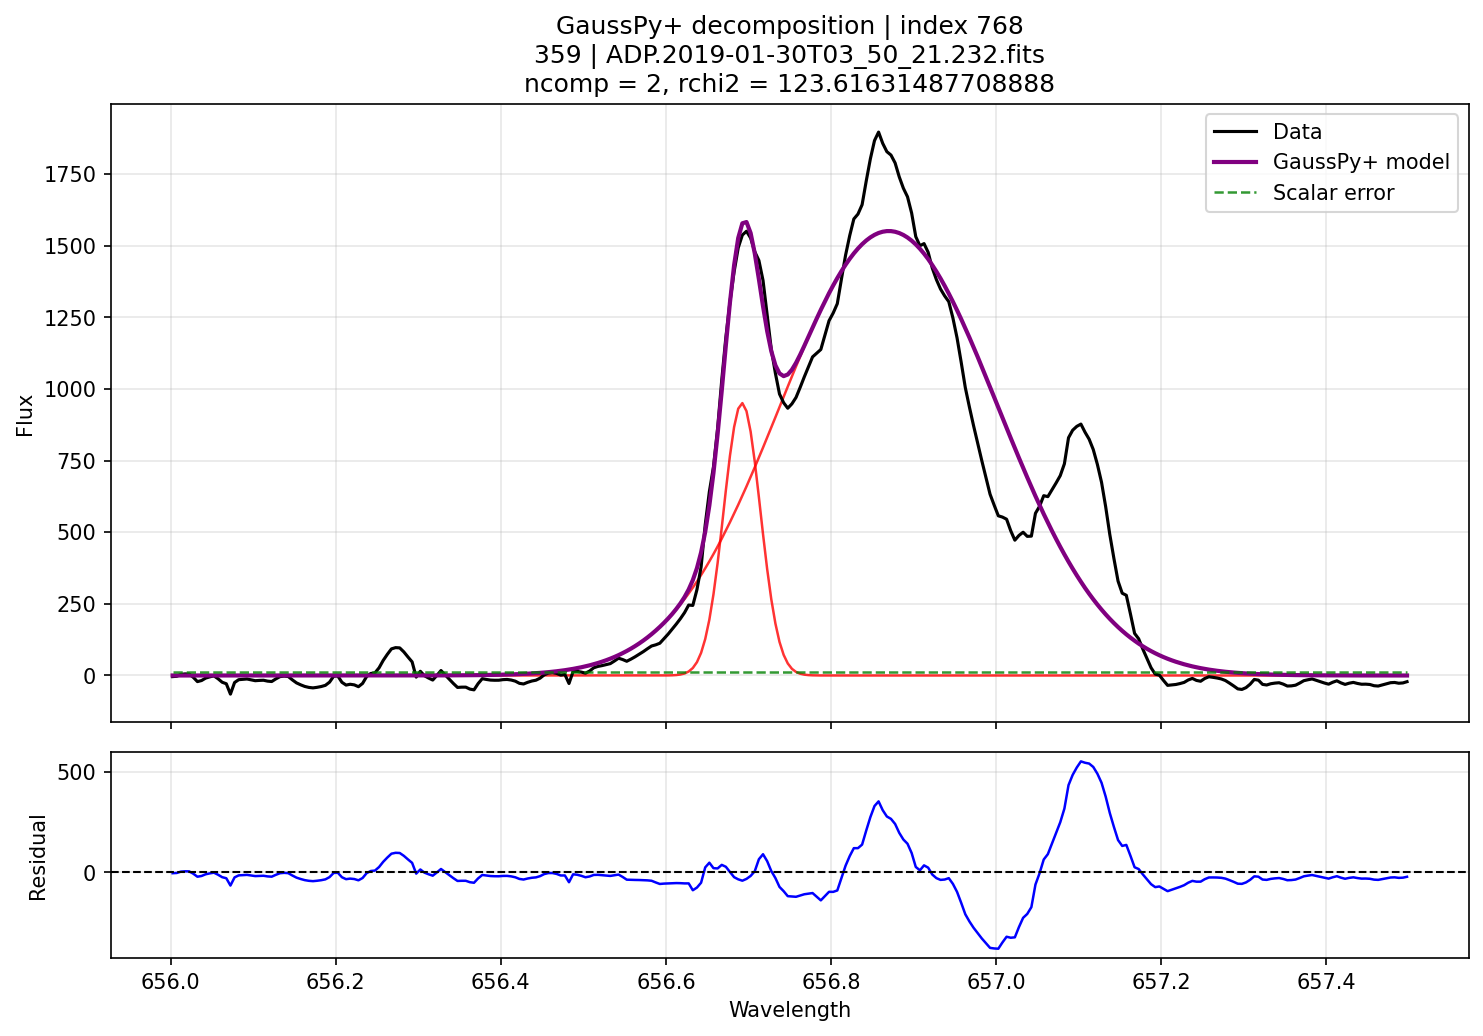 GaussPy+ decomposition | index 768
359 | ADP.2019-01-30T03_50_21.232.fits
ncomp = 2, rchi2 = 123.61631487708888
Data
GaussPy+ model
Scalar error
Flux
1750
1500
1250
1000
750
500
250
0
Residual
500
0
656.0
656.2
656.4
656.6
656.8
657.0
657.2
657.4
Wavelength